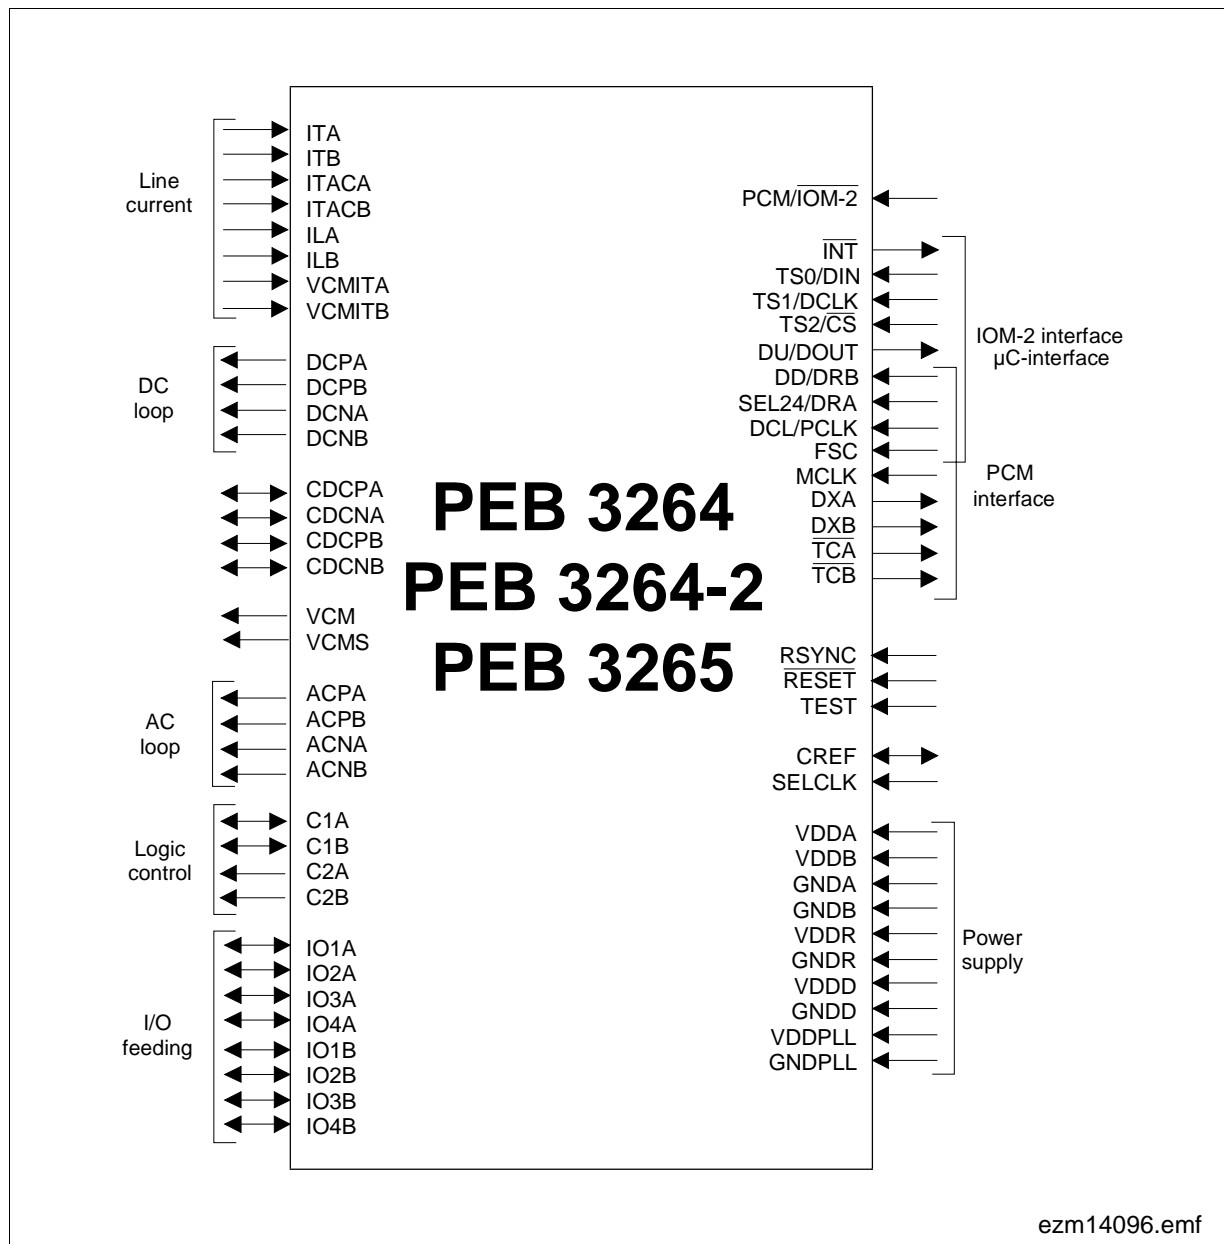 Line
current
ITA
ITB
ITACA
ITACB
ILA
ILB
VCMITA
VCMITB
DC
loop
DCPA
DCPB
DCNA
DCNB
CDCPA
CDCNA
CDCPB
CDCNB
VCM
VCMS
AC
loop
ACPA
ACPB
ACNA
ACNB
Logic
control
C1A
C1B
C2A
C2B
I/O
feeding
IO1A
IO2A
IO3A
IO4A
IO1B
IO2B
IO3B
IO4B
PEB 3264
PEB 3264-2
PEB 3265
PCM/IOM-2
INT
TS0/DIN
TS1/DCLK
TS2/CS
DU/DOUT
DD/DRB
SEL24/DRA
DCL/PCLK
FSC
MCLK
DXA
DXB
TCA
TCB
IOM-2 interface
µC-interface
PCM
interface
RSYNC
RESET
TEST
CREF
SELCLK
VDDA
VDDB
GNDA
GNDB
VDDR
GNDR
VDDD
GNDD
VDDPLL
GNDPLL
Power
supply
ezm14096.emf